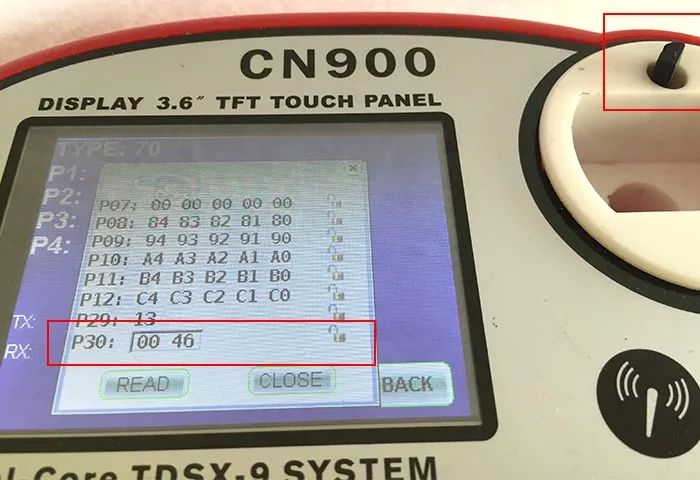 CN900
DISPLAY 3.6" TFT TOUCH PANEL
TYPE: 70
P1:
P2:
P3:
P4:
P07: 00 00 00 00 00
P08: 84 83 82 81 80
P09: 94 93 92 91 90
P10: A4 A3 A2 A1 A0
P11: B4 B3 B2 B1 B0
P12: C4 C3 C2 C1 C0
P29: 13
TX:
P30: 00 46
RX:
READ
CLOSE
BACK
l-Core TDSX-9 SYSTEM